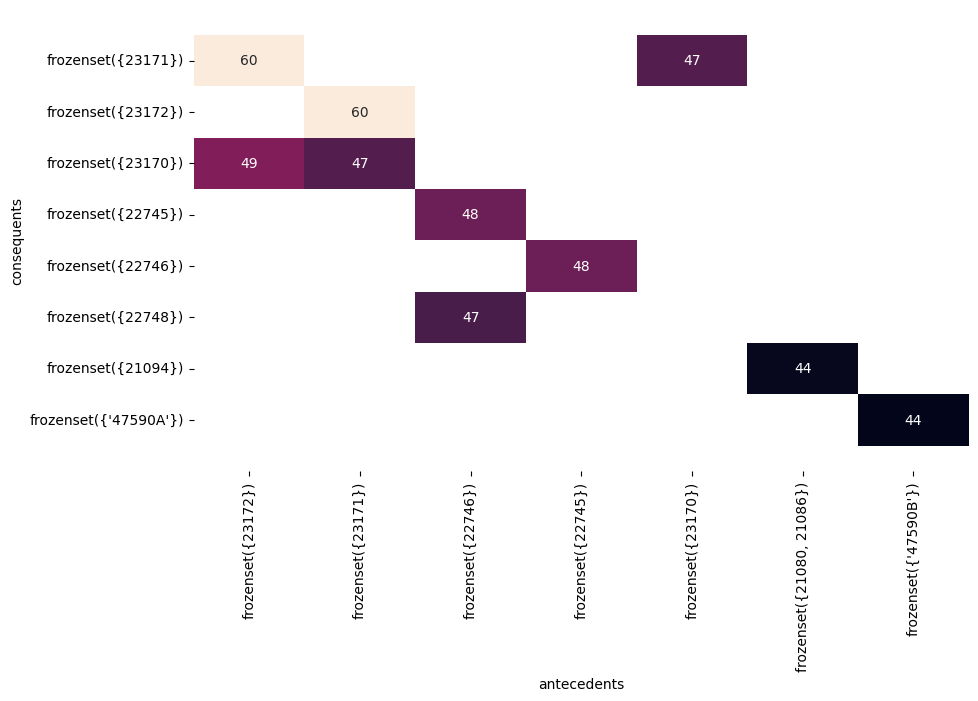 consequents
frozenset({23171})
60
47
frozenset({23172})
60
frozenset({23170})
49
47
frozenset({22745})
48
frozenset({22746})
48
frozenset({22748})
47
frozenset({21094})
44
frozenset({'47590A'})
44
frozenset({23172})
frozenset({23171})
frozenset({22746})
frozenset({22745})
frozenset({23170})
frozenset({21080, 21086})
frozenset({'47590B'})
antecedents